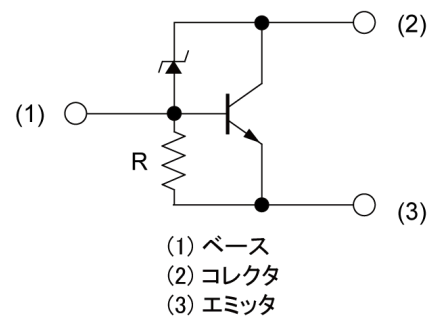 (2)
(1)
R
(3)
(1) ベース
(2) コレクタ
(3) エミッタ